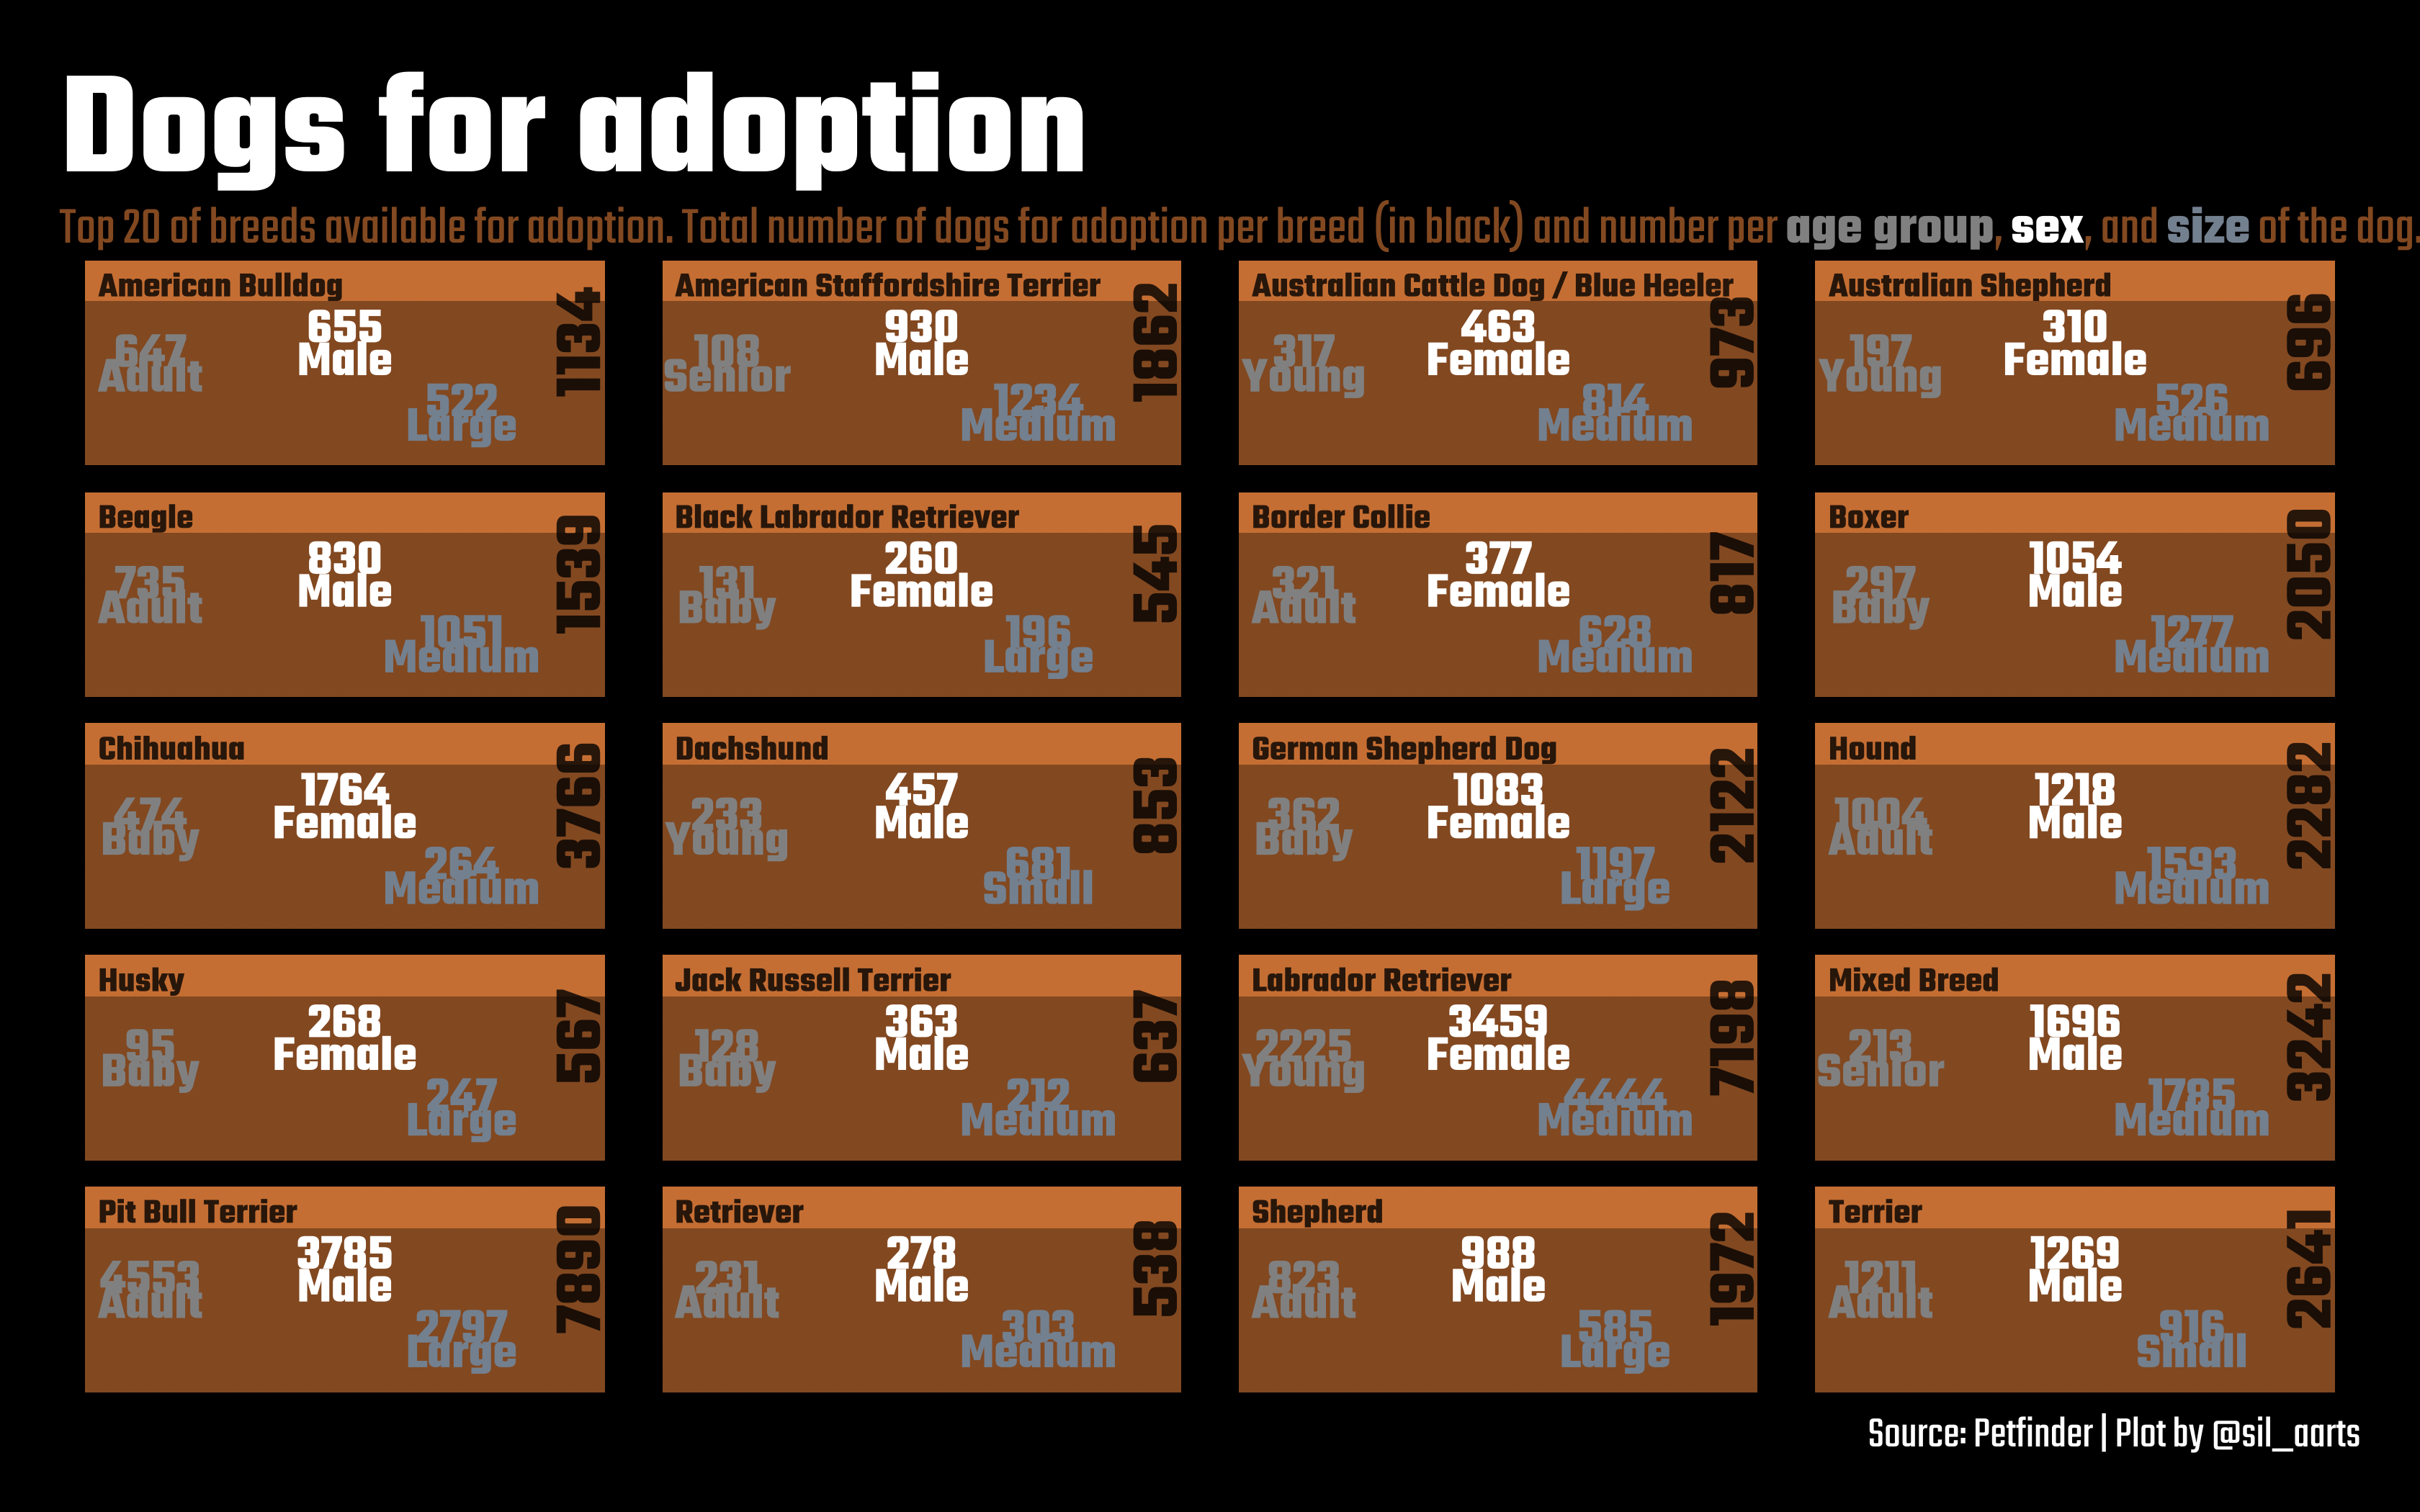 Dogs for adoption
Top 20 of breeds available for adoption. Total number of dogs for adoption per breed (in black) and number per age group, sex, and size of the dog.
American Bulldog
655
Male
647
Adult
522
Large
1134
American Staffordshire Terrier
930
Male
108
Senior
1234
Medium
1862
Australian Cattle Dog / Blue Heeler
463
Female
317
Young
814
Medium
973
Australian Shepherd
310
Female
197
Young
526
Medium
696
Beagle
830
Male
735
Adult
1051
Medium
1539
Black Labrador Retriever
260
Female
131
Baby
196
Large
545
Border Collie
377
Female
321
Adult
628
Medium
817
Boxer
1054
Male
297
Baby
1277
Medium
2050
Chihuahua
1764
Female
474
Baby
264
Medium
3766
Dachshund
457
Male
233
Young
681
Small
853
German Shepherd Dog
1083
Female
362
Baby
1197
Large
2122
Hound
1218
Male
1004
Adult
1593
Medium
2282
Husky
268
Female
95
Baby
247
Large
567
Jack Russell Terrier
363
Male
128
Baby
212
Medium
637
Labrador Retriever
3459
Female
2225
Young
4444
Medium
7198
Mixed Breed
1696
Male
213
Senior
1785
Medium
3242
Pit Bull Terrier
3785
Male
4553
Adult
2797
Large
7890
Retriever
278
Male
231
Adult
303
Medium
538
Shepherd
988
Male
823
Adult
585
Large
1972
Terrier
1269
Male
1211
Adult
916
Small
2641
Source: Petfinder | Plot by @sil_aarts